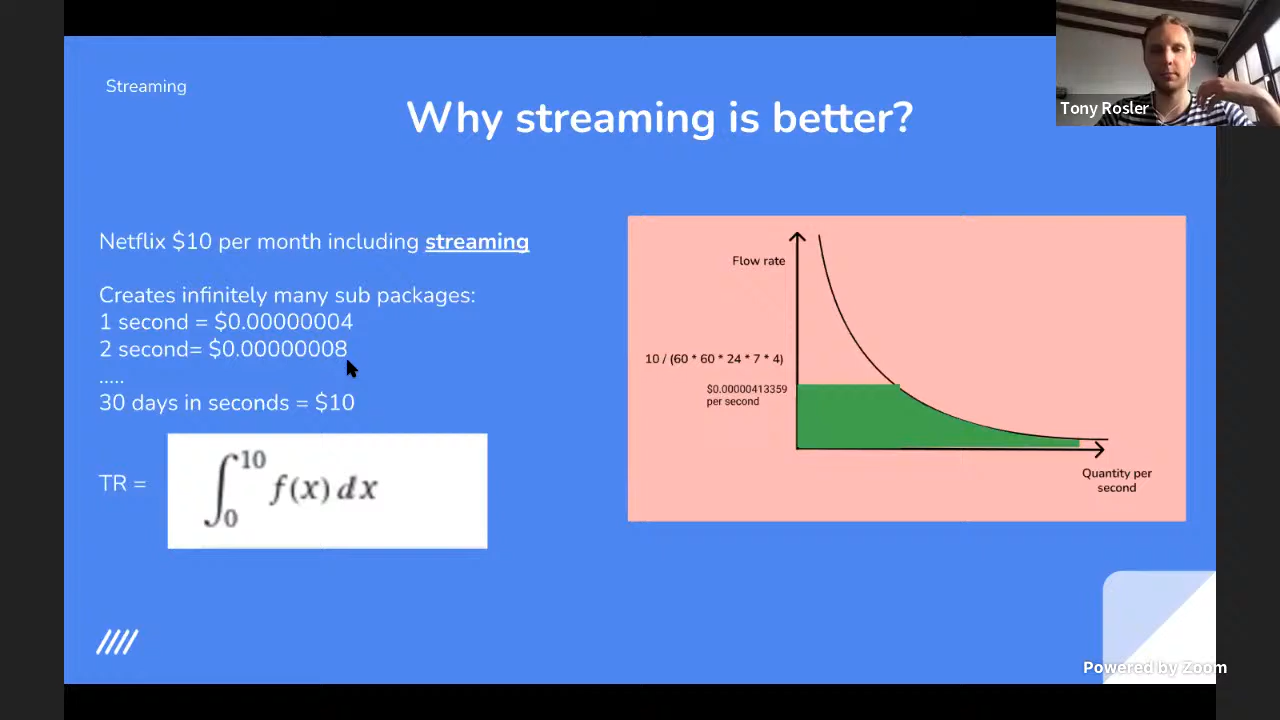 Streaming
Why streaming is better?
Tony Rosler
Netflix $10 per month including streaming
Creates infinitely many sub packages:
1 second = $0.00000004
2 second= $0.00000008
.....
30 days in seconds = $10
TR =
∫₀¹⁰ f(x) dx
Flow rate
10 / (60 * 60 * 24 * 7 * 4)
$0.00000413359
per second
Quantity per
second
Powered by Zoom